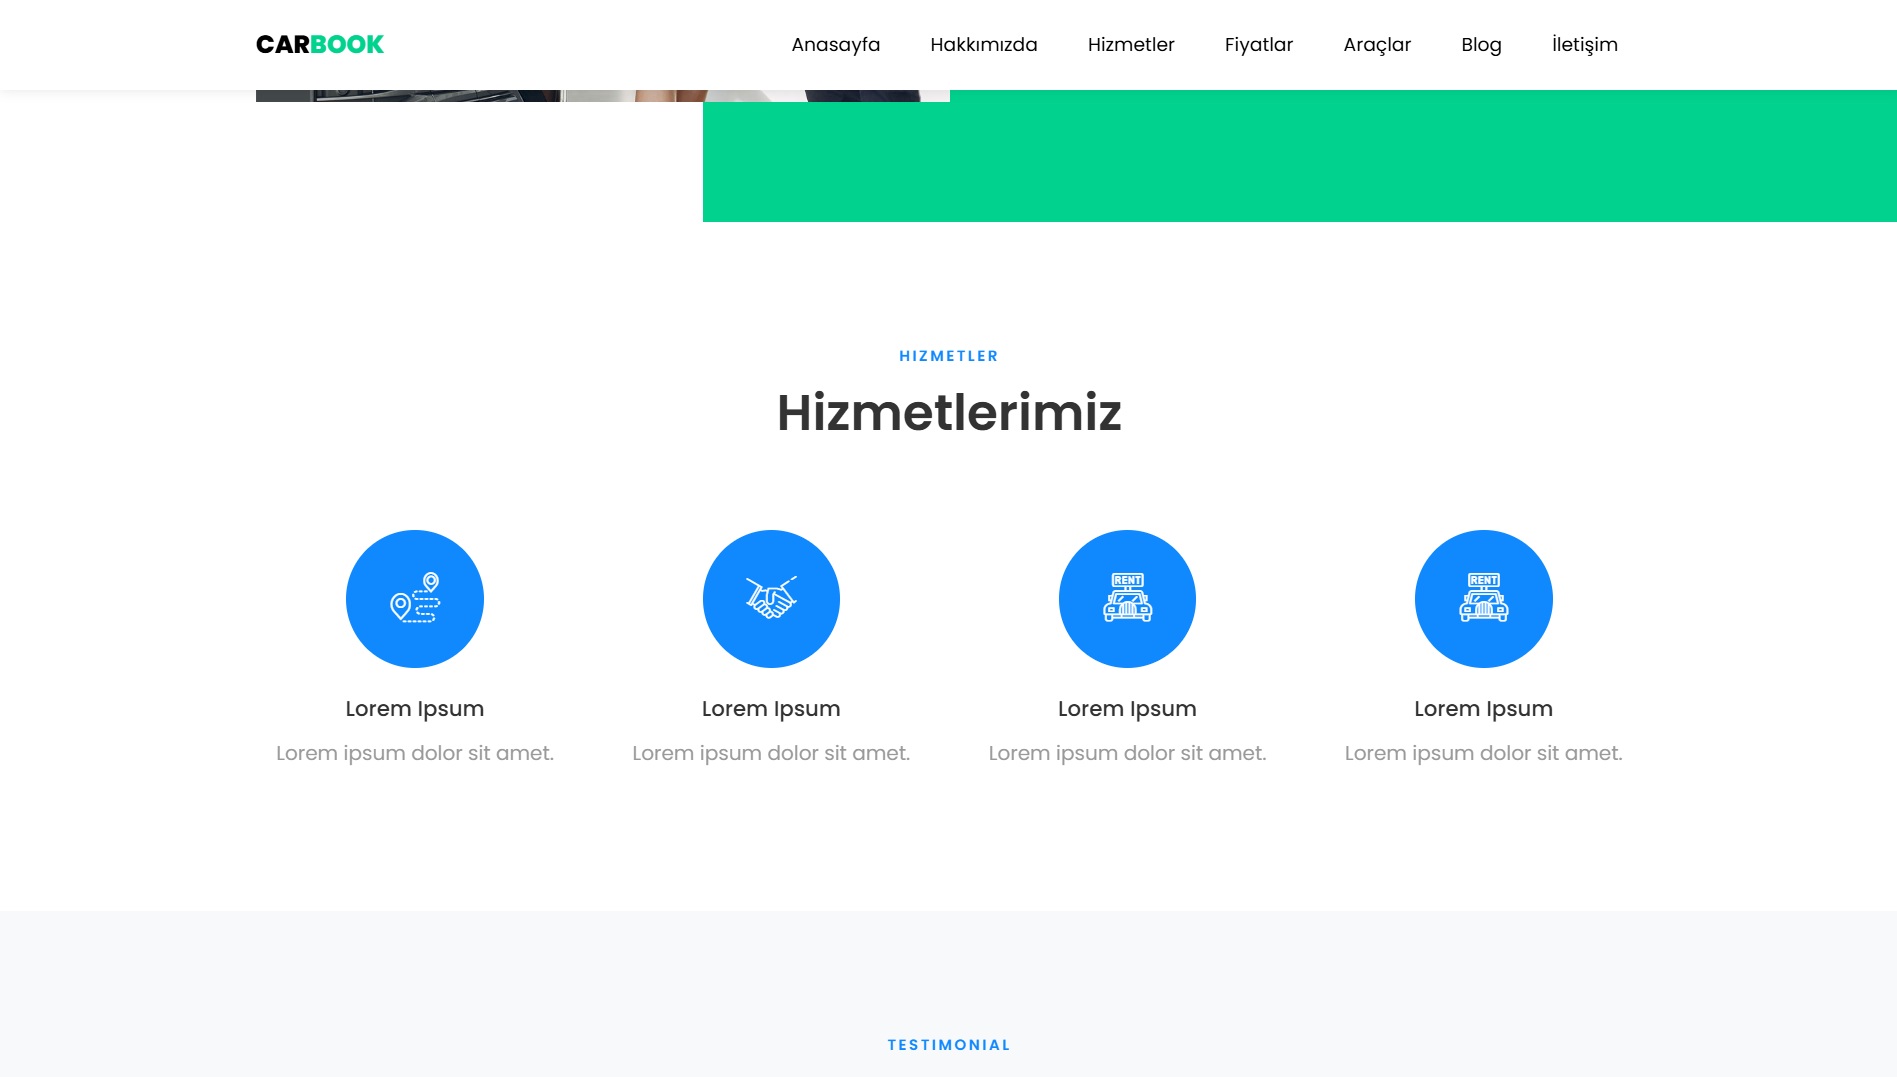 CARBOOK
Anasayfa Hakkımızda Hizmetler Fiyatlar Araçlar Blog İletişim
HIZMETLER
Hizmetlerimiz
RENT RENT
Lorem Ipsum Lorem Ipsum Lorem Ipsum Lorem Ipsum
Lorem ipsum dolor sit amet. Lorem ipsum dolor sit amet. Lorem ipsum dolor sit amet. Lorem ipsum dolor sit amet.
TESTIMONIAL